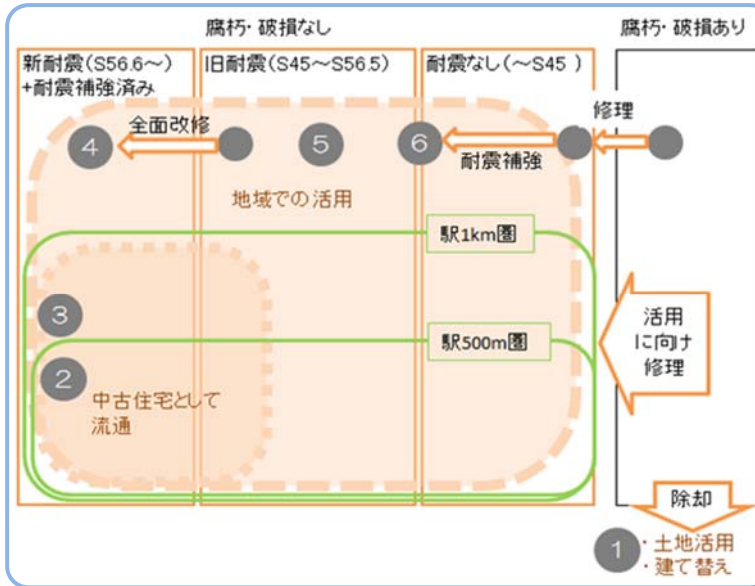 腐朽・破損なし
腐朽・破損あり
新耐震(S56.6～)
+耐震補強済み
旧耐震(S45～S56.5)
耐震なし(～S45 )
修理
4
全面改修
5
6
耐震補強
地域での活用
駅1km圏
3
活用
に向け
修理
駅500m圏
2
中古住宅として
流通
除却
1
・土地活用
・建て替え